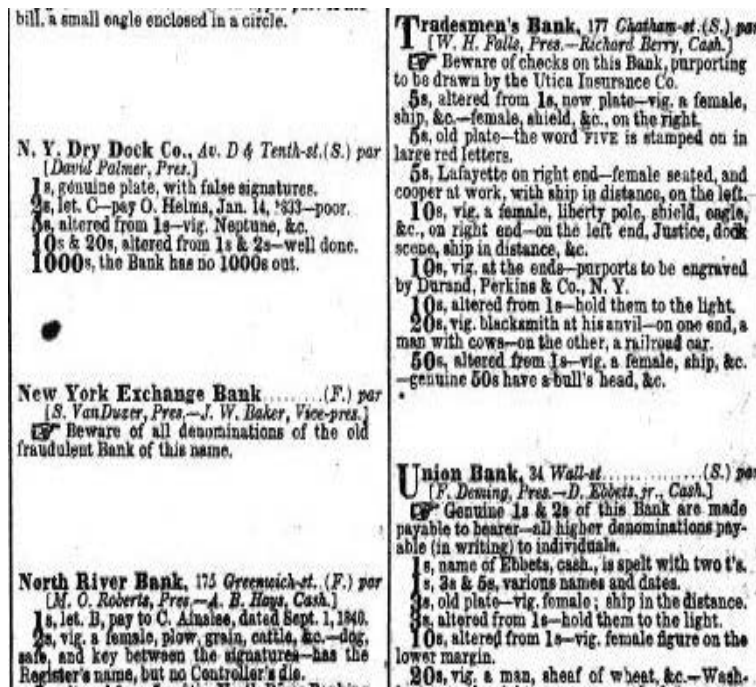 bill, a small eagle enclosed in a circle.
N. Y. Dry Dock Co., Av. D & Tenth-st.(S.) par
[David Palmer, Pres.]
1s, genuine plate, with false signatures.
2s, let. C—pay O. Helms, Jan. 14, 1833—poor.
5s, altered from 1s—vig. Neptune, &c.
10s & 20s, altered from 1s & 2s—well done.
1000s, the Bank has no 1000s out.
New York Exchange Bank.........(F.) par
[S. VanDuzer, Pres.—J. W. Baker, Vice-pres.]
☞ Beware of all denominations of the old
fraudulent Bank of this name.
North River Bank, 175 Greenwich-st..(F.) par
[M. O. Roberts, Pres.—A. B. Hays, Cash.]
1s, let. B, pay to C. Ainslee, dated Sept. 1, 1840.
2s, vig. a female, plow, grain, cattle, &c.—dog,
safe, and key between the signatures—has the
Register's name, but no Controller's die.
Tradesmen's Bank, 177 Chatham-st.(S.) par
[W. H. Falls, Pres.—Richard Berry, Cash.]
☞ Beware of checks on this Bank, purporting
to be drawn by the Utica Insurance Co.
5s, altered from 1s, new plate—vig. a female,
ship, &c.—female, shield, &c., on the right.
5s, old plate—the word FIVE is stamped on in
large red letters.
5s, Lafayette on right end—female seated, and
cooper at work, with ship in distance, on the left.
10s, vig. a female, liberty pole, shield, eagle,
&c., on right end—on the left end, Justice, dock
scene, ship in distance, &c.
10s, vig. at the ends—purports to be engraved
by Durand, Perkins & Co., N. Y.
10s, altered from 1s—hold them to the light.
20s, vig. blacksmith at his anvil—on one end, a
man with cows—on the other, a railroad car.
50s, altered from 1s—vig. a female, ship, &c.
—genuine 50s have a bull's head, &c.
Union Bank, 34 Wall-st...............(S.) par
[F. Deming, Pres.—D. Ebbets, jr., Cash.]
☞ Genuine 1s & 2s of this Bank are made
payable to bearer—all higher denominations pay-
able (in writing) to individuals.
1s, name of Ebbets, cash., is spelt with two t's.
1s, 3s & 5s, various names and dates.
3s, old plate—vig. female; ship in the distance.
3s, altered from 1s—hold them to the light.
10s, altered from 1s—vig. female figure on the
lower margin.
20s, vig. a man, sheaf of wheat, &c.—Wash.